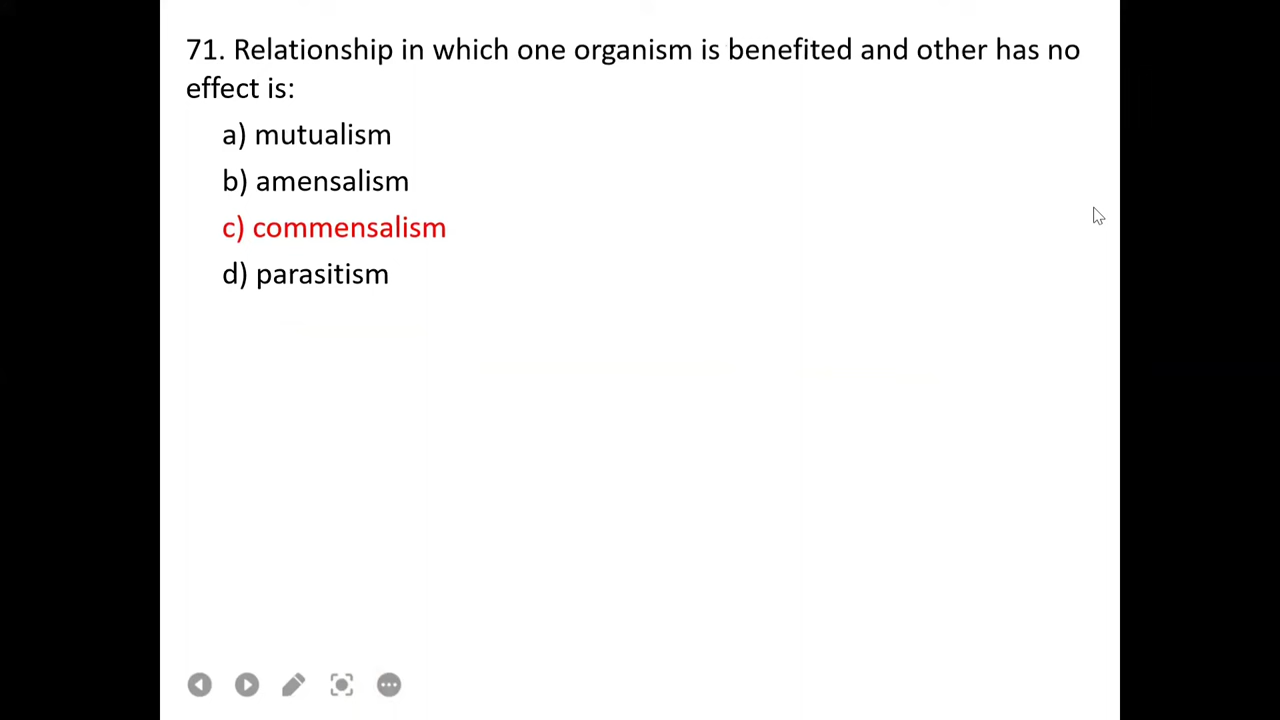 71. Relationship in which one organism is benefited and other has no
effect is:
a) mutualism
b) amensalism
c) commensalism
d) parasitism